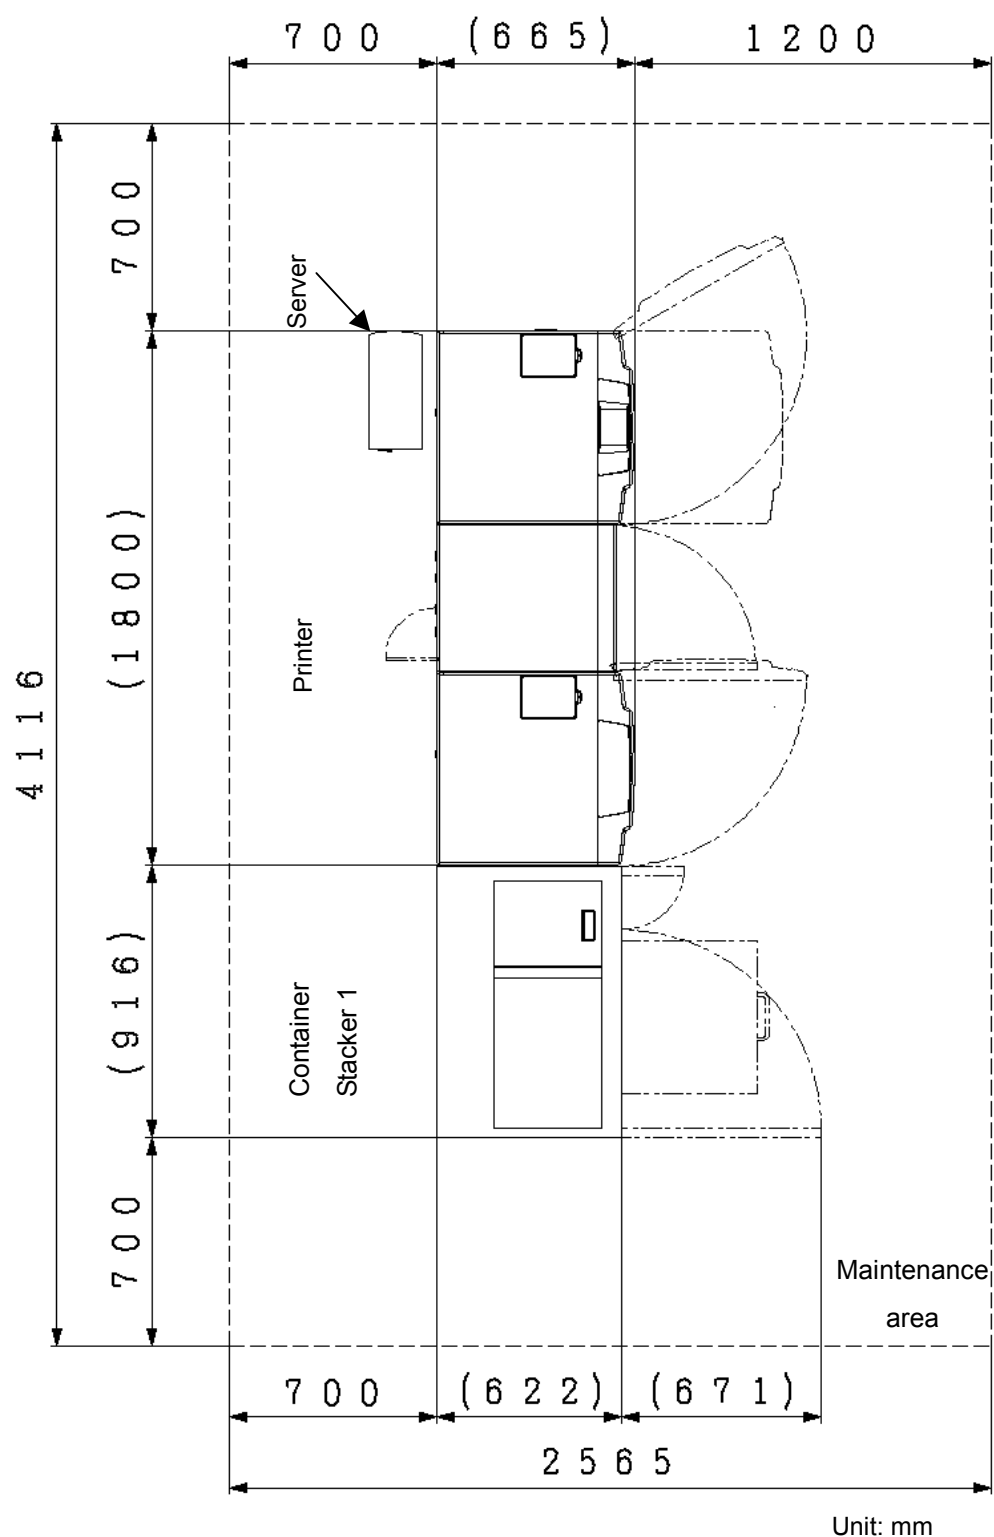 700 (665) 1200
700
Server
(1800)
Printer
4116
(916)
Container
Stacker 1
700
Maintenance
area
700 (622) (671)
2565
Unit: mm